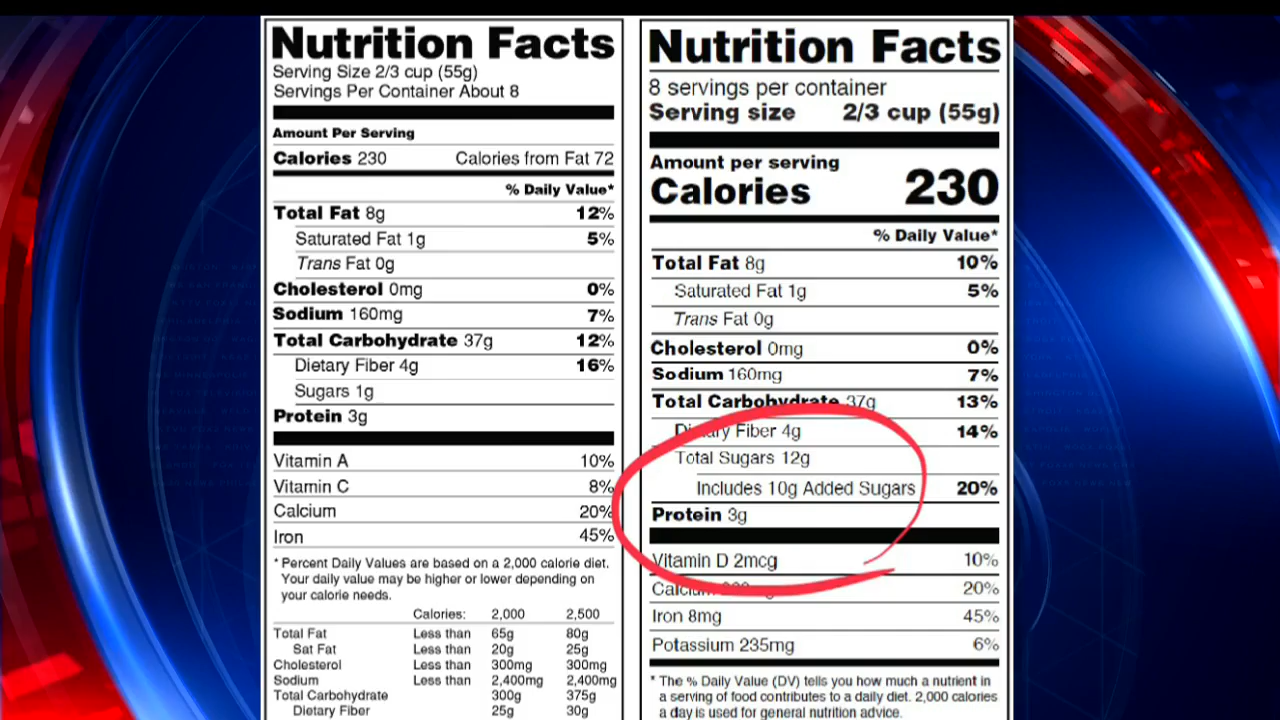 Nutrition Facts
Serving Size 2/3 cup (55g)
Servings Per Container About 8
Amount Per Serving
Calories 230 Calories from Fat 72
% Daily Value*
Total Fat 8g 12%
Saturated Fat 1g 5%
Trans Fat 0g
Cholesterol 0mg 0%
Sodium 160mg 7%
Total Carbohydrate 37g 12%
Dietary Fiber 4g 16%
Sugars 1g
Protein 3g
Vitamin A 10%
Vitamin C 8%
Calcium 20%
Iron 45%
* Percent Daily Values are based on a 2,000 calorie diet.
Your daily value may be higher or lower depending on
your calorie needs.
Calories: 2,000 2,500
Total Fat Less than 65g 80g
Sat Fat Less than 20g 25g
Cholesterol Less than 300mg 300mg
Sodium Less than 2,400mg 2,400mg
Total Carbohydrate 300g 375g
Dietary Fiber 25g 30g
Nutrition Facts
8 servings per container
Serving size 2/3 cup (55g)
Amount per serving
Calories 230
% Daily Value*
Total Fat 8g 10%
Saturated Fat 1g 5%
Trans Fat 0g
Cholesterol 0mg 0%
Sodium 160mg 7%
Total Carbohydrate 37g 13%
Dietary Fiber 4g 14%
Total Sugars 12g
Includes 10g Added Sugars 20%
Protein 3g
Vitamin D 2mcg 10%
Calcium 20%
Iron 8mg 45%
Potassium 235mg 6%
* The % Daily Value (DV) tells you how much a nutrient in
a serving of food contributes to a daily diet. 2,000 calories
a day is used for general nutrition advice.